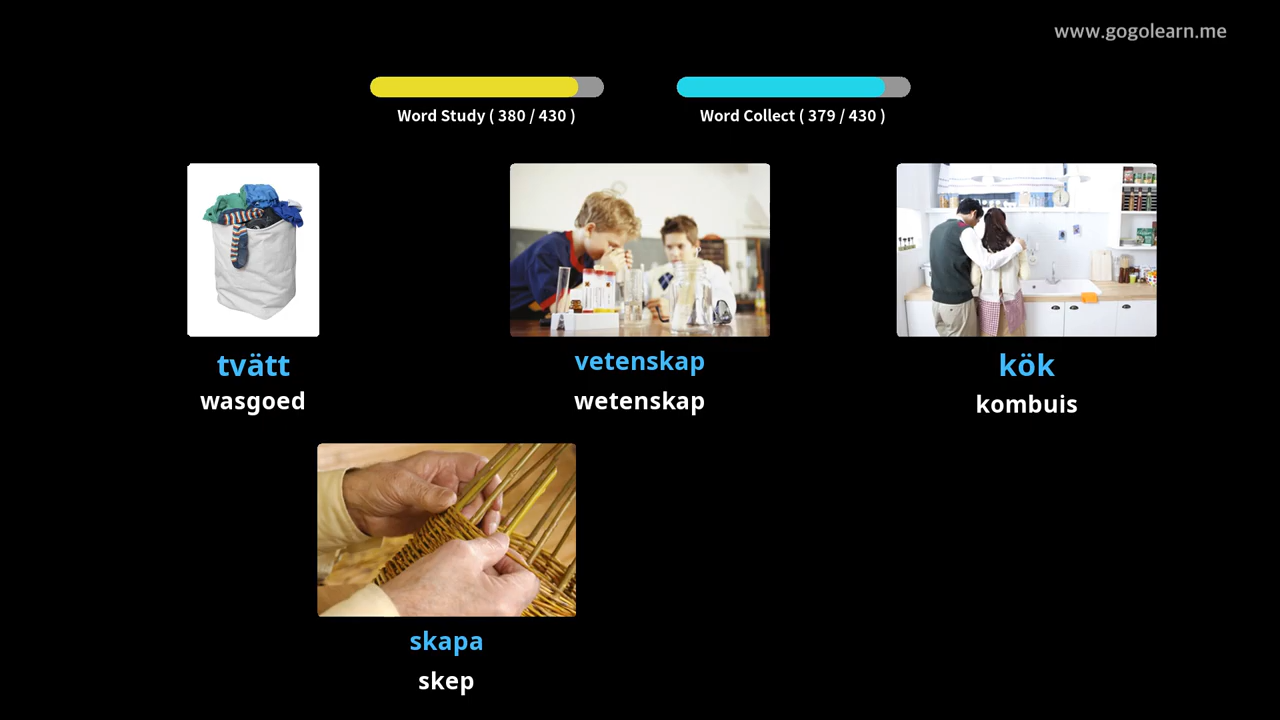 www.gogolearn.me
Word Study ( 380 / 430 )
Word Collect ( 379 / 430 )
tvätt
wasgoed
vetenskap
wetenskap
kök
kombuis
skapa
skep